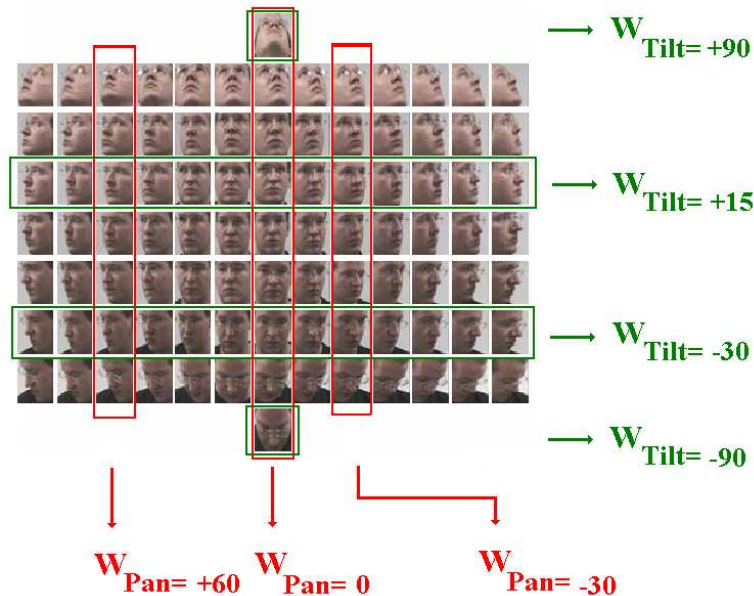 W Tilt= +90
W Tilt= +15
W Tilt= -30
W Tilt= -90
W Pan= +60 W Pan= 0 W Pan= -30